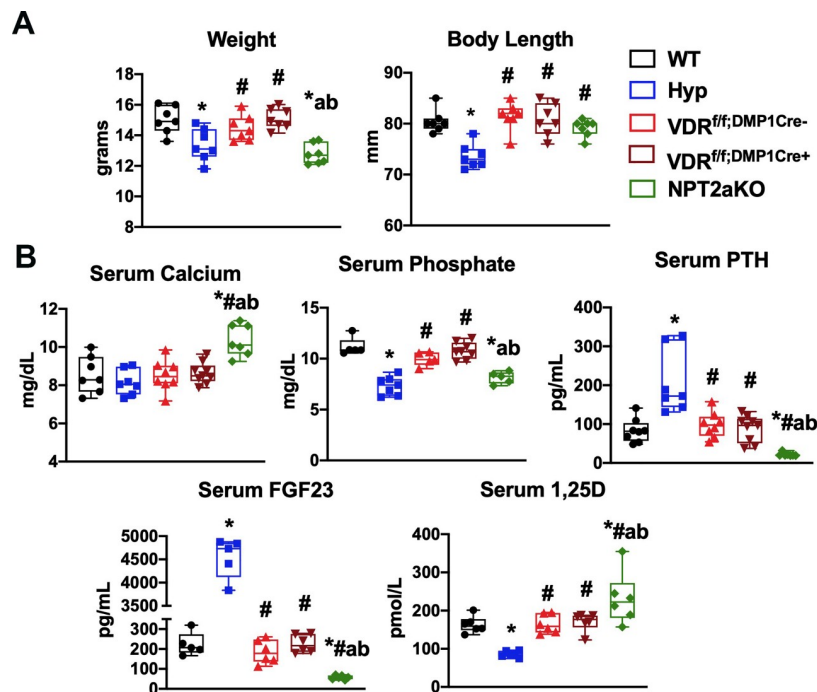 A
Weight
grams
18
16
14
12
10
8
*
#
#
*ab
Body Length
mm
90
80
70
60
*
#
#
#
WT
Hyp
VDRf/f;DMP1Cre-
VDRf/f;DMP1Cre+
NPT2aKO
B
Serum Calcium
mg/dL
12
10
8
6
4
*#ab
Serum Phosphate
mg/dL
15
10
5
0
*
#
#
*ab
Serum PTH
pg/mL
400
300
200
100
0
*
#
#
*#ab
Serum FGF23
pg/mL
5000
4500
4000
3500
300
200
100
0
*
#
#
*#ab
Serum 1,25D
pmol/L
400
300
200
100
0
*
#
#
*#ab